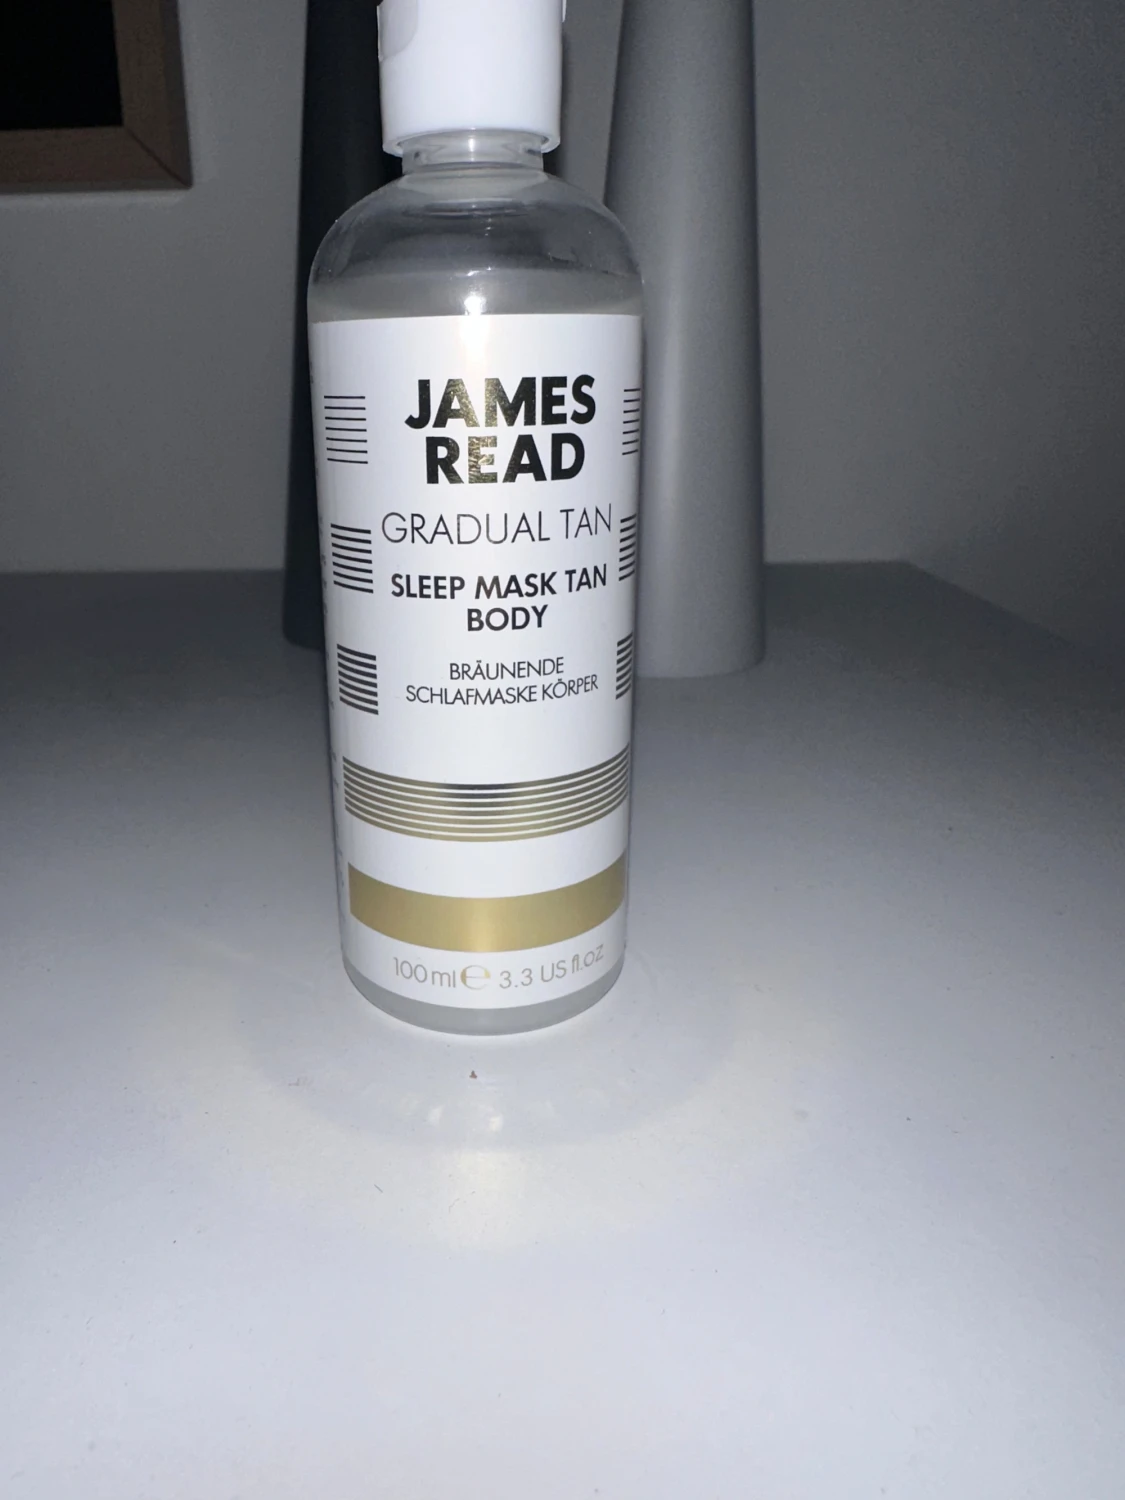 JAMES
READ
GRADUAL TAN
SLEEP MASK TAN
BODY
BRÄUNENDE
SCHLAFMASKE KÖRPER
100 ml ℮ 3.3 US fl.oz